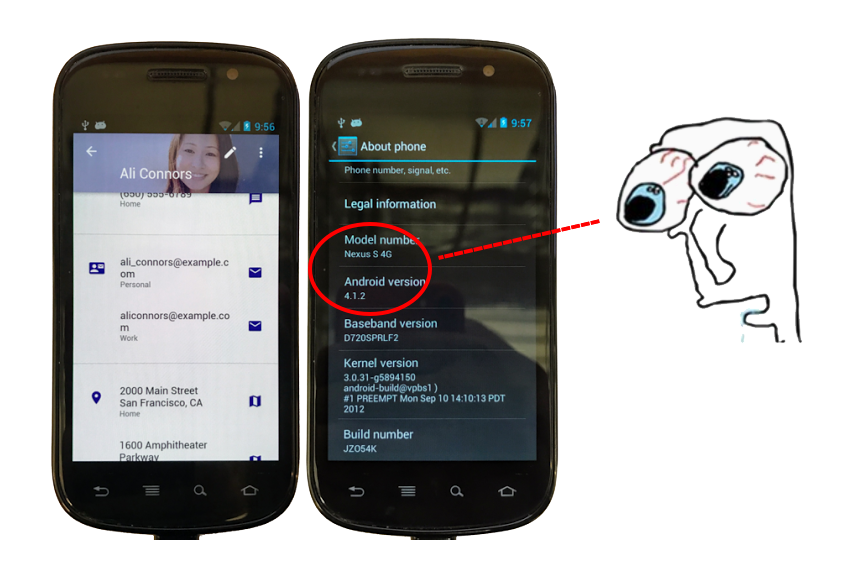 9:56
Ali Connors
(650) 555-6789
Home
ali_connors@example.c
om
Personal
aliconnors@example.co
m
Work
2000 Main Street
San Francisco, CA
Home
1600 Amphitheater
Parkway
9:57
About phone
Phone number, signal, etc.
Legal information
Model number
Nexus S 4G
Android version
4.1.2
Baseband version
D720SPRLF2
Kernel version
3.0.31-g5894150
android-build@vpbs1 )
#1 PREEMPT Mon Sep 10 14:10:13 PDT
2012
Build number
JZO54K